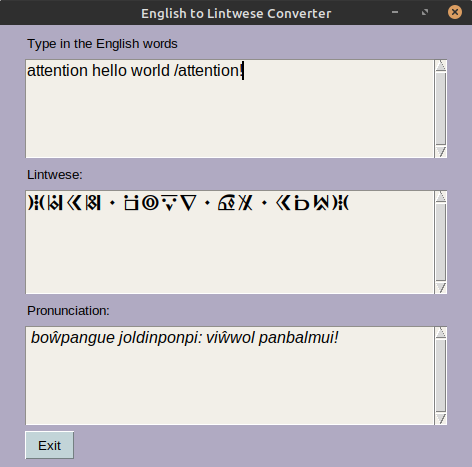 English to Lintwese Converter
Type in the English words
attention hello world /attention!
Lintwese:
Pronunciation:
boŵpangue joldinponpi: viŵwol panbalmui!
Exit